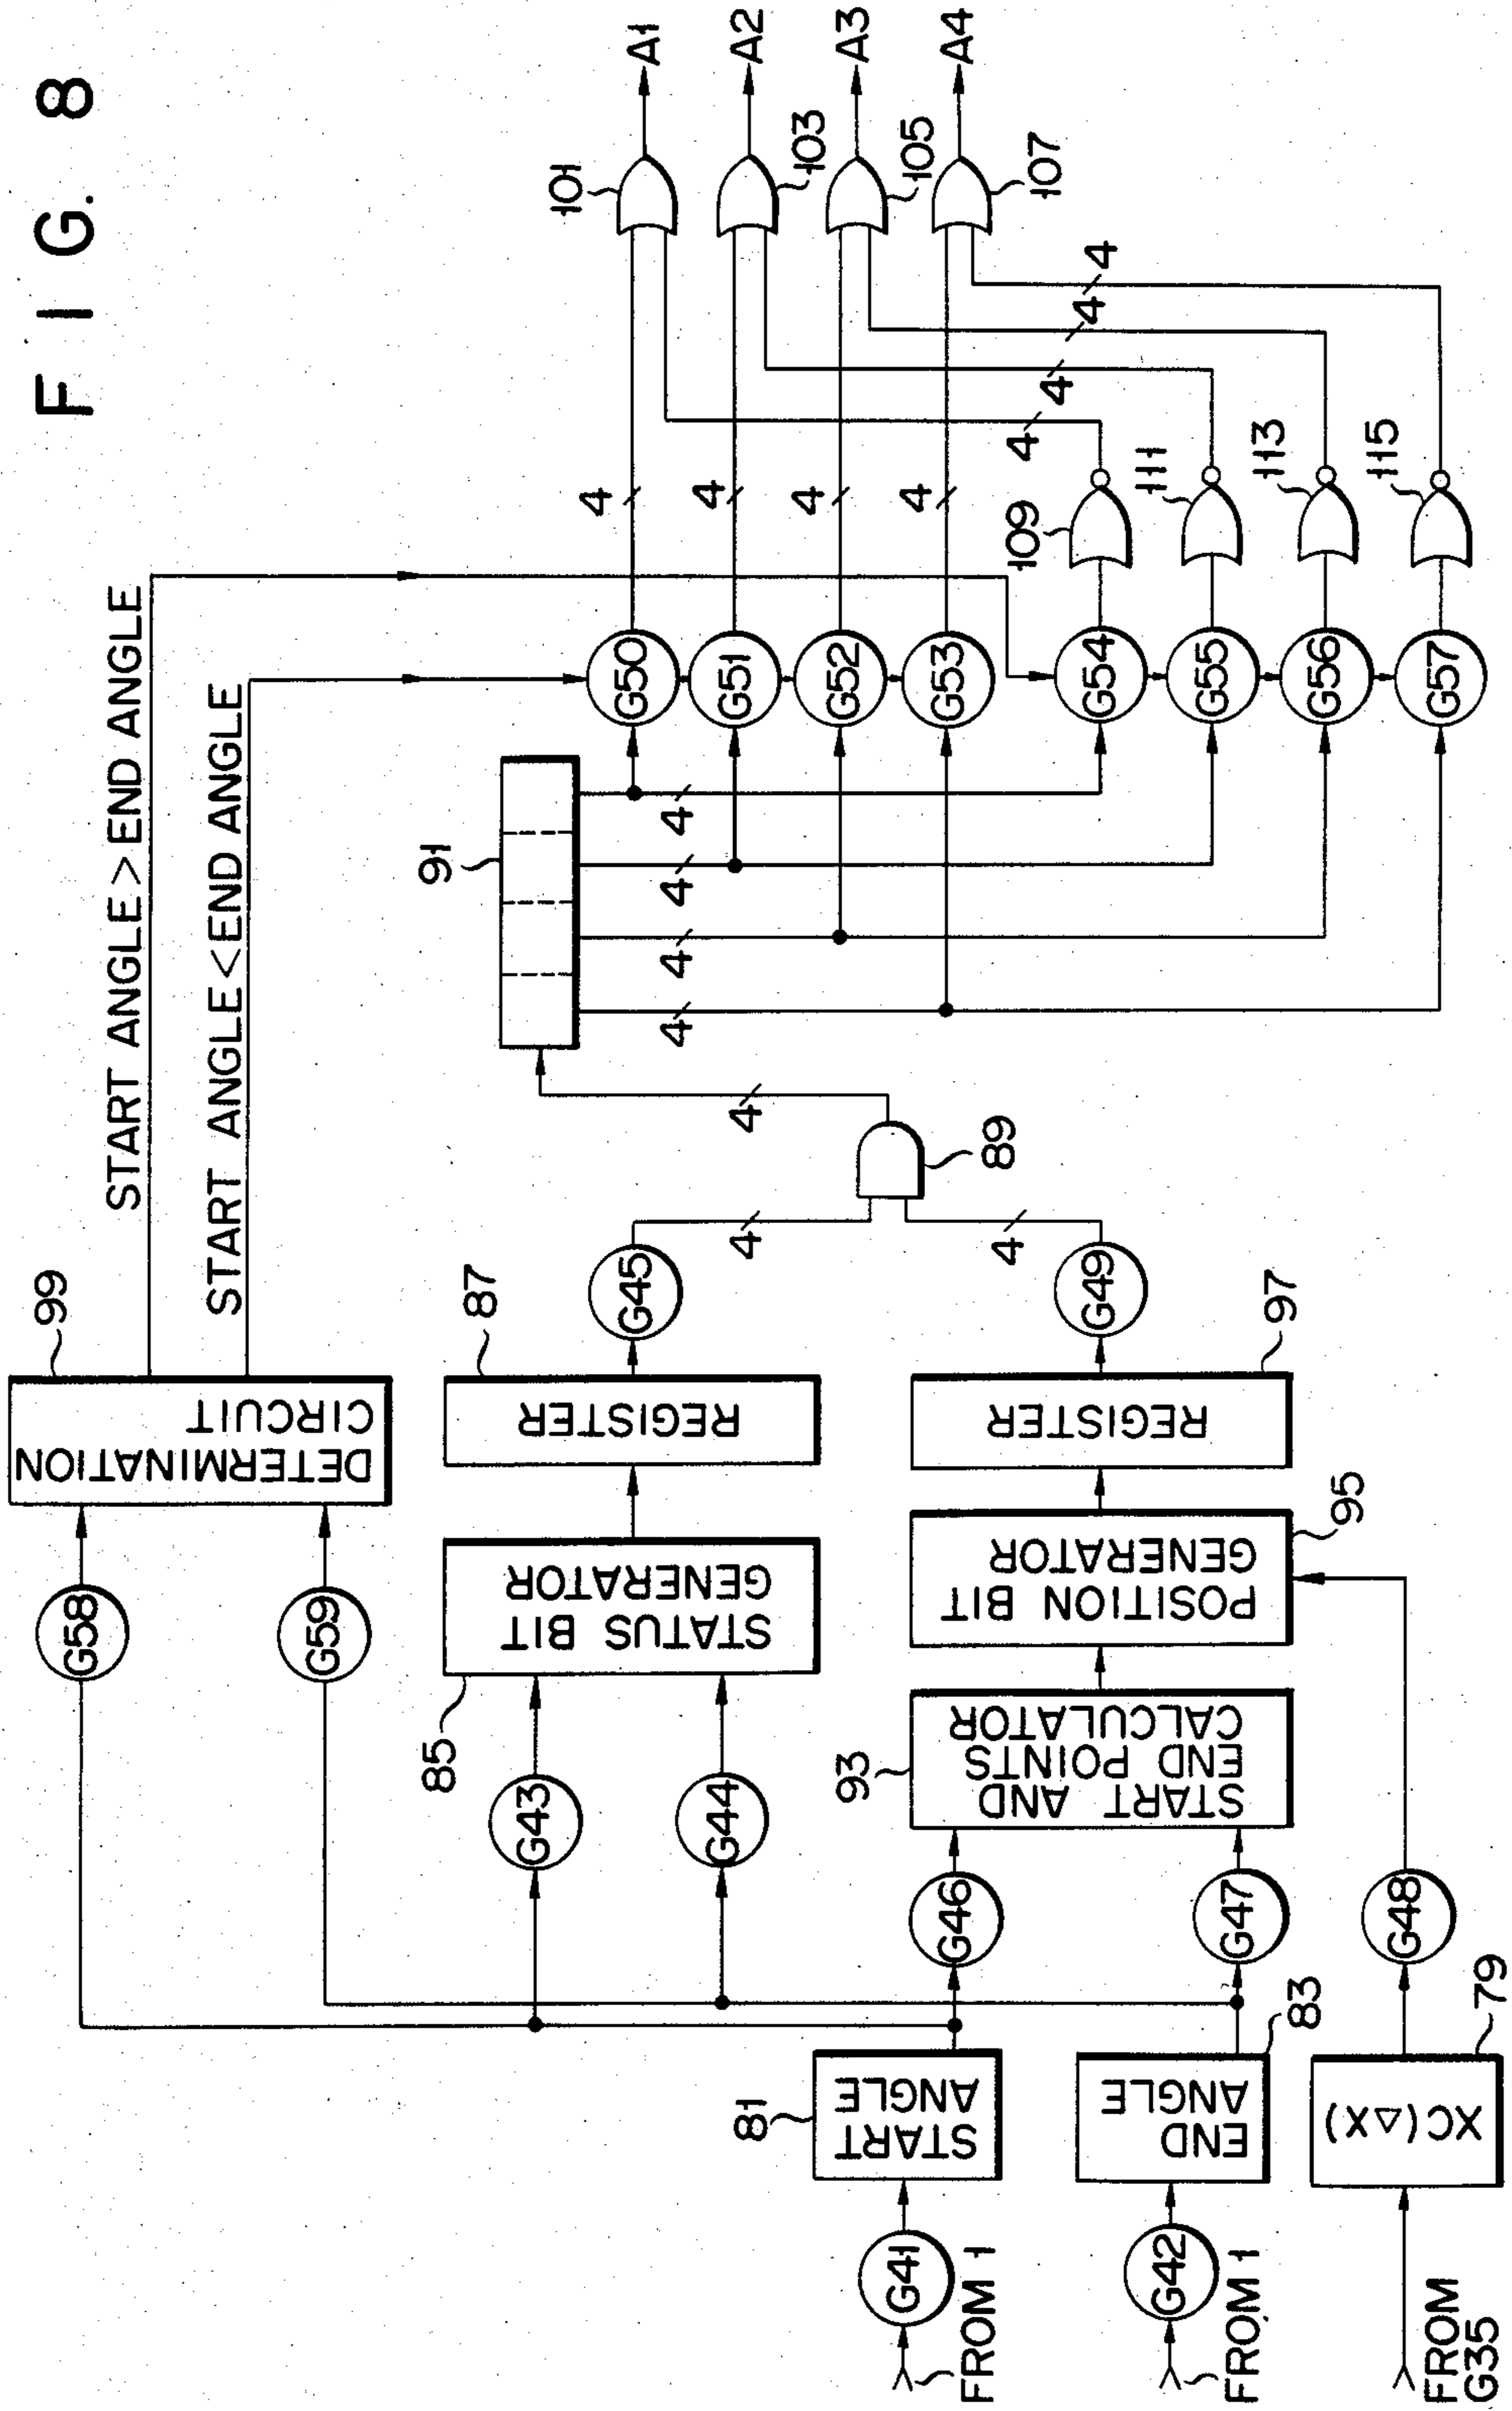 FIG. 8
START ANGLE > END ANGLE
START ANGLE < END ANGLE
99
DETERMINATION
CIRCUIT
G58
G59
87
REGISTER
85
STATUS BIT
GENERATOR
G43
G44
G45
4
4
89
4
91
4
4
4
4
G49
97
REGISTER
95
POSITION BIT
GENERATOR
93
START AND
END POINTS
CALCULATOR
G46
G47
G48
81
START
ANGLE
83
END
ANGLE
79
XC(△X)
G41
FROM 1
G42
FROM 1
FROM
G35
G50
G51
G52
G53
G54
G55
G56
G57
4
4
4
4
109
111
113
115
4
4
4
4
101
103
105
107
A1
A2
A3
A4